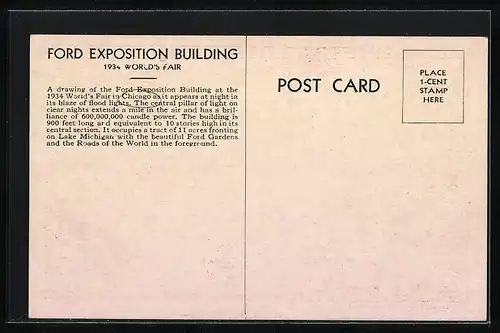 FORD EXPOSITION BUILDING
1934 WORLD'S FAIR
A drawing of the Ford Exposition Building at the
1934 World's Fair in Chicago as it appears at night in
its blaze of flood lights. The central pillar of light on
clear nights extends a mile in the air and has a bril-
liance of 600,000,000 candle power. The building is
900 feet long and equivalent to 10 stories high in its
central section. It occupies a tract of 11 acres fronting
on Lake Michigan with the beautiful Ford Gardens
and the Roads of the World in the foreground.
POST CARD
PLACE
1-CENT
STAMP
HERE